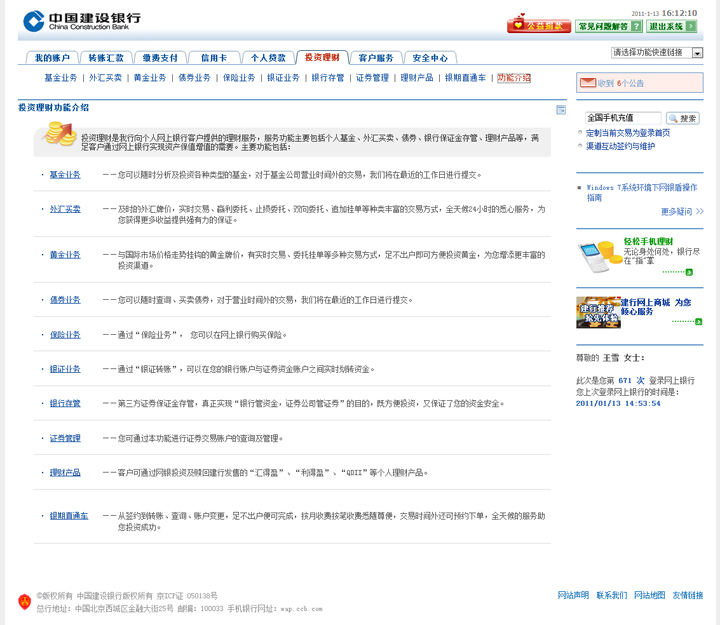 中国建设银行
China Construction Bank
2011-1-13 16:12:10
公益捐款 常见问题解答 ? 退出系统
我的账户 转账汇款 缴费支付 信用卡 个人贷款 投资理财 客户服务 安全中心
请选择功能快速链接
基金业务 | 外汇买卖 | 黄金业务 | 债券业务 | 保险业务 | 银证业务 | 银行存管 | 证券管理 | 理财产品 | 银期直通车 | 功能介绍
收到 6个公告
投资理财功能介绍
投资理财是我行向个人网上银行客户提供的理财服务，服务功能主要包括个人基金、外汇买卖、债券、银行保证金存管、理财产品等，满
足客户通过网上银行实现资产保值增值的需要。主要功能包括：
· 基金业务 ——您可以随时分析及投资各种类型的基金，对于基金公司营业时间外的交易，我们将在最近的工作日进行提交。
· 外汇买卖 ——及时的外汇牌价，实时交易、赢利委托、止损委托、双向委托、追加挂单等种类丰富的交易方式，全天候24小时的悉心服务，为
您获得更多收益提供强有力的保证。
· 黄金业务 ——与国际市场价格走势挂钩的黄金牌价，有实时交易、委托挂单等多种交易方式，足不出户即可方便投资黄金，为您增添更丰富的
投资渠道。
· 债券业务 ——您可以随时查询、买卖债券，对于营业时间外的交易，我们将在最近的工作日进行提交。
· 保险业务 ——通过“保险业务”， 您可以在网上银行购买保险。
· 银证业务 ——通过“银证转账”，可以在您的银行账户与证券资金账户之间实时划转资金。
· 银行存管 ——第三方证券保证金存管，真正实现“银行管资金，证券公司管证券”的目的，既方便投资，又保证了您的资金安全。
· 证券管理 ——您可通过本功能进行证券交易账户的查询及管理。
· 理财产品 ——客户可通过网银投资及赎回建行发售的“汇得盈”、“利得盈”、“QDII”等个人理财产品。
· 银期直通车 ——从签约到转账、查询、账户变更，足不出户便可完成，按月收费按笔收费悉随尊便，交易时间外还可预约下单，全天候的服务助
您投资成功。
全国手机充值 搜索
定制当前交易为登录首页
渠道互动签约与维护
Windows 7系统环境下网银盾操作
指南
更多疑问 >>
轻松手机理财
无论身处何处，银行尽
在“指”掌
建行推荐
抢先体验
建行网上商城 为您
倾心服务
尊敬的 王雪 女士：
此次是您第 671 次 登录网上银行
您上次登录网上银行的时间是：
2011/01/13 14:53:54
©版权所有 中国建设银行版权所有 京ICP证 050138号
总行地址：中国北京西城区金融大街25号 邮编：100033 手机银行网址：wap.ccb.com
网站声明 联系我们 网站地图 友情链接